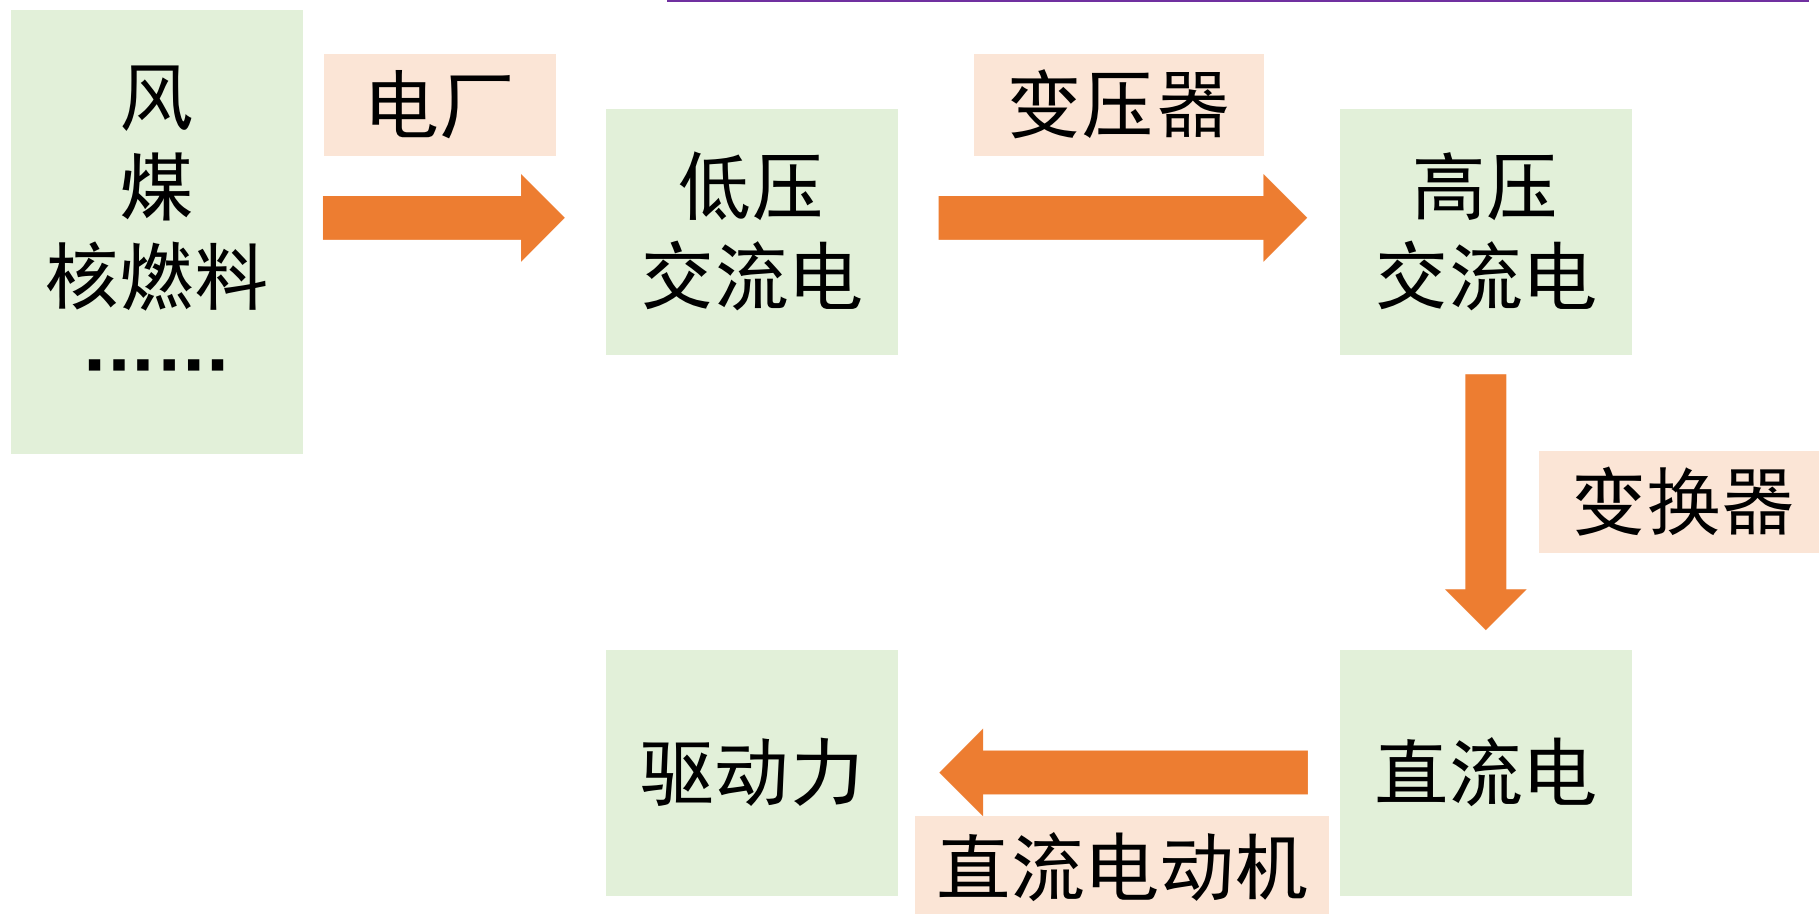 风
煤
核燃料
……
电厂
低压
交流电
变压器
高压
交流电
变换器
直流电
直流电动机
驱动力